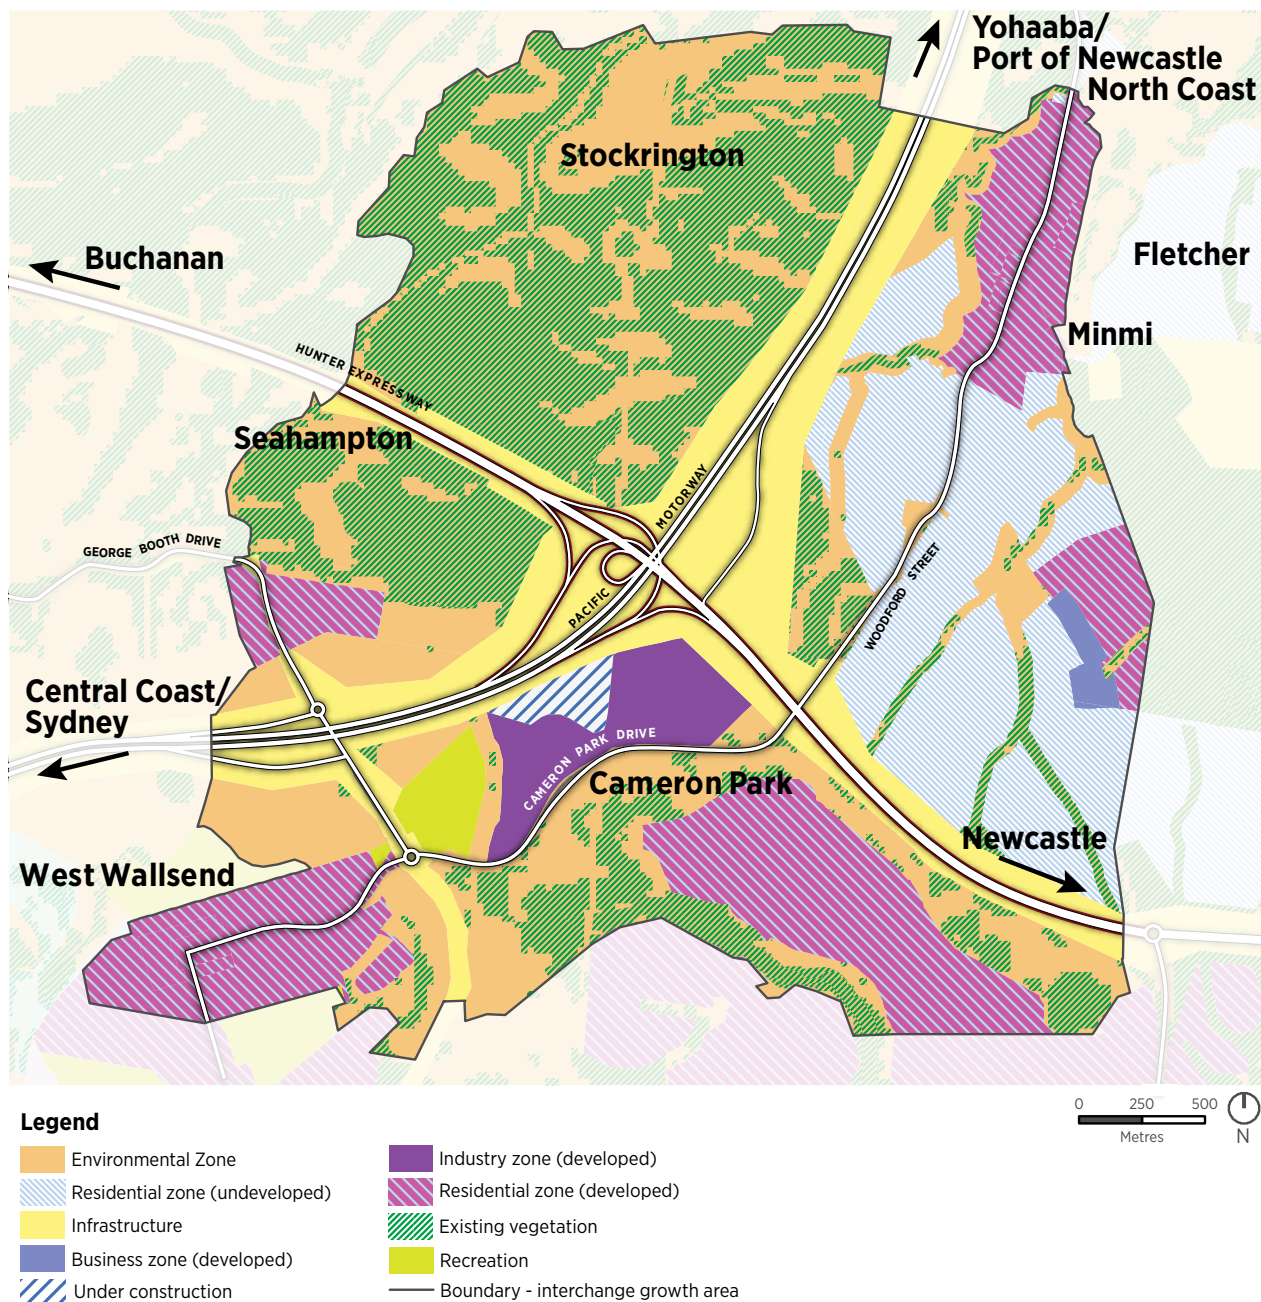 Yohaaba/
Port of Newcastle
North Coast
Stockrington
Buchanan
Fletcher
Minmi
HUNTER EXPRESSWAY
Seahampton
MOTORWAY
PACIFIC
GEORGE BOOTH DRIVE
WOODFORD STREET
Central Coast/
Sydney
CAMERON PARK DRIVE
Cameron Park
Newcastle
West Wallsend
0 250 500
Metres
N
Legend
Environmental Zone
Residential zone (undeveloped)
Infrastructure
Business zone (developed)
Under construction
Industry zone (developed)
Residential zone (developed)
Existing vegetation
Recreation
Boundary - interchange growth area